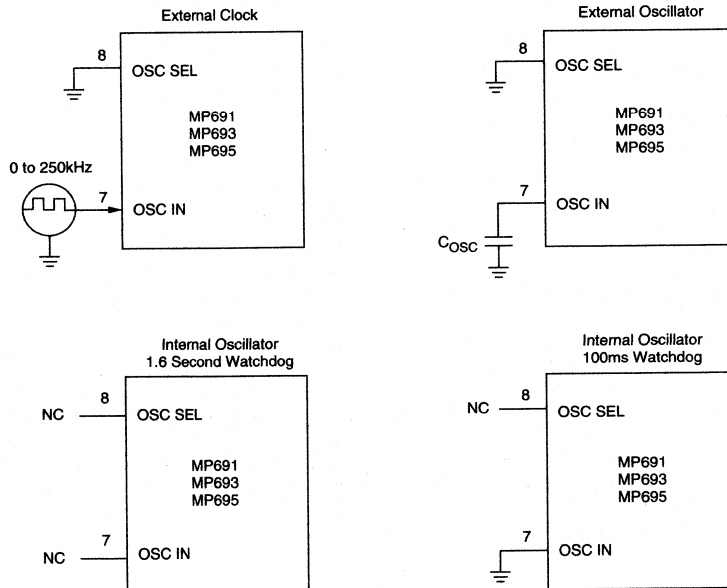 External Clock
8
OSC SEL
MP691
MP693
MP695
0 to 250kHz
7
OSC IN
External Oscillator
8
OSC SEL
MP691
MP693
MP695
7
OSC IN
COSC
Internal Oscillator
1.6 Second Watchdog
NC
8
OSC SEL
MP691
MP693
MP695
NC
7
OSC IN
Internal Oscillator
100ms Watchdog
NC
8
OSC SEL
MP691
MP693
MP695
7
OSC IN